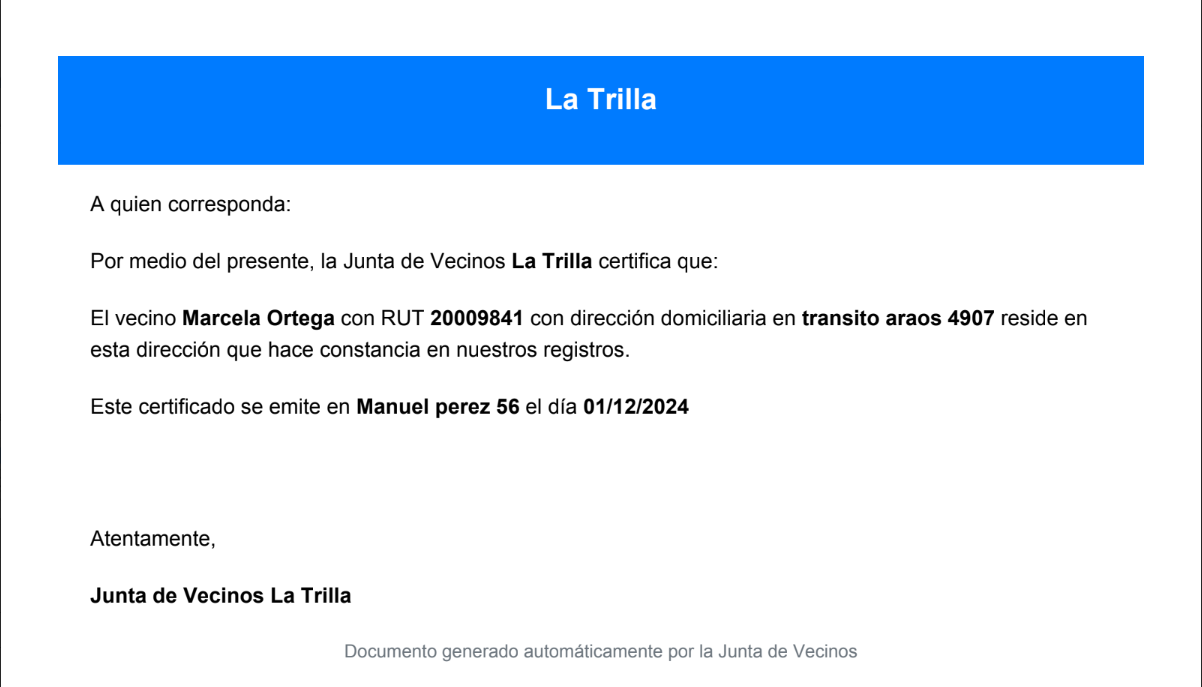 La Trilla
A quien corresponda:
Por medio del presente, la Junta de Vecinos La Trilla certifica que:
El vecino Marcela Ortega con RUT 20009841 con dirección domiciliaria en transito araos 4907 reside en
esta dirección que hace constancia en nuestros registros.
Este certificado se emite en Manuel perez 56 el día 01/12/2024
Atentamente,
Junta de Vecinos La Trilla
Documento generado automáticamente por la Junta de Vecinos